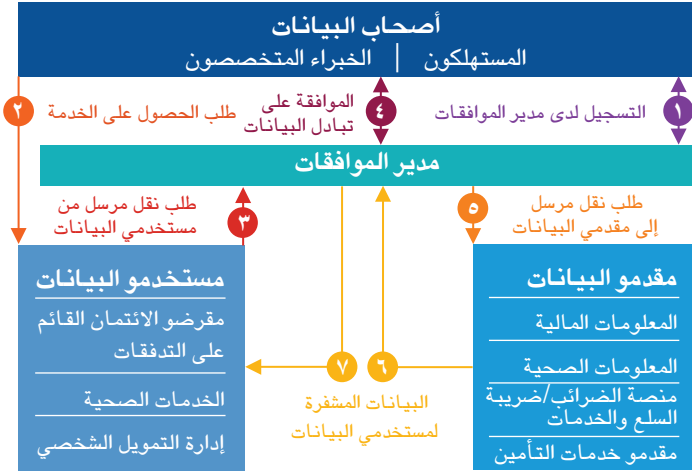 أصحاب البيانات
المستهلكون | الخبراء المتخصصون
١
التسجيل لدى مدير الموافقات
٤
الموافقة على
تبادل البيانات
طلب الحصول على الخدمة
٢
مدير الموافقات
طلب نقل مرسل
إلى مقدمي البيانات
٥
٣
طلب نقل مرسل من
مستخدمي البيانات
مقدمو البيانات
المعلومات المالية
المعلومات الصحية
منصة الضرائب/ضريبة
السلع والخدمات
مقدمو خدمات التأمين
٦
٧
البيانات المشفرة
لمستخدمي البيانات
مستخدمو البيانات
مقرضو الائتمان القائم
على التدفقات
الخدمات الصحية
إدارة التمويل الشخصي